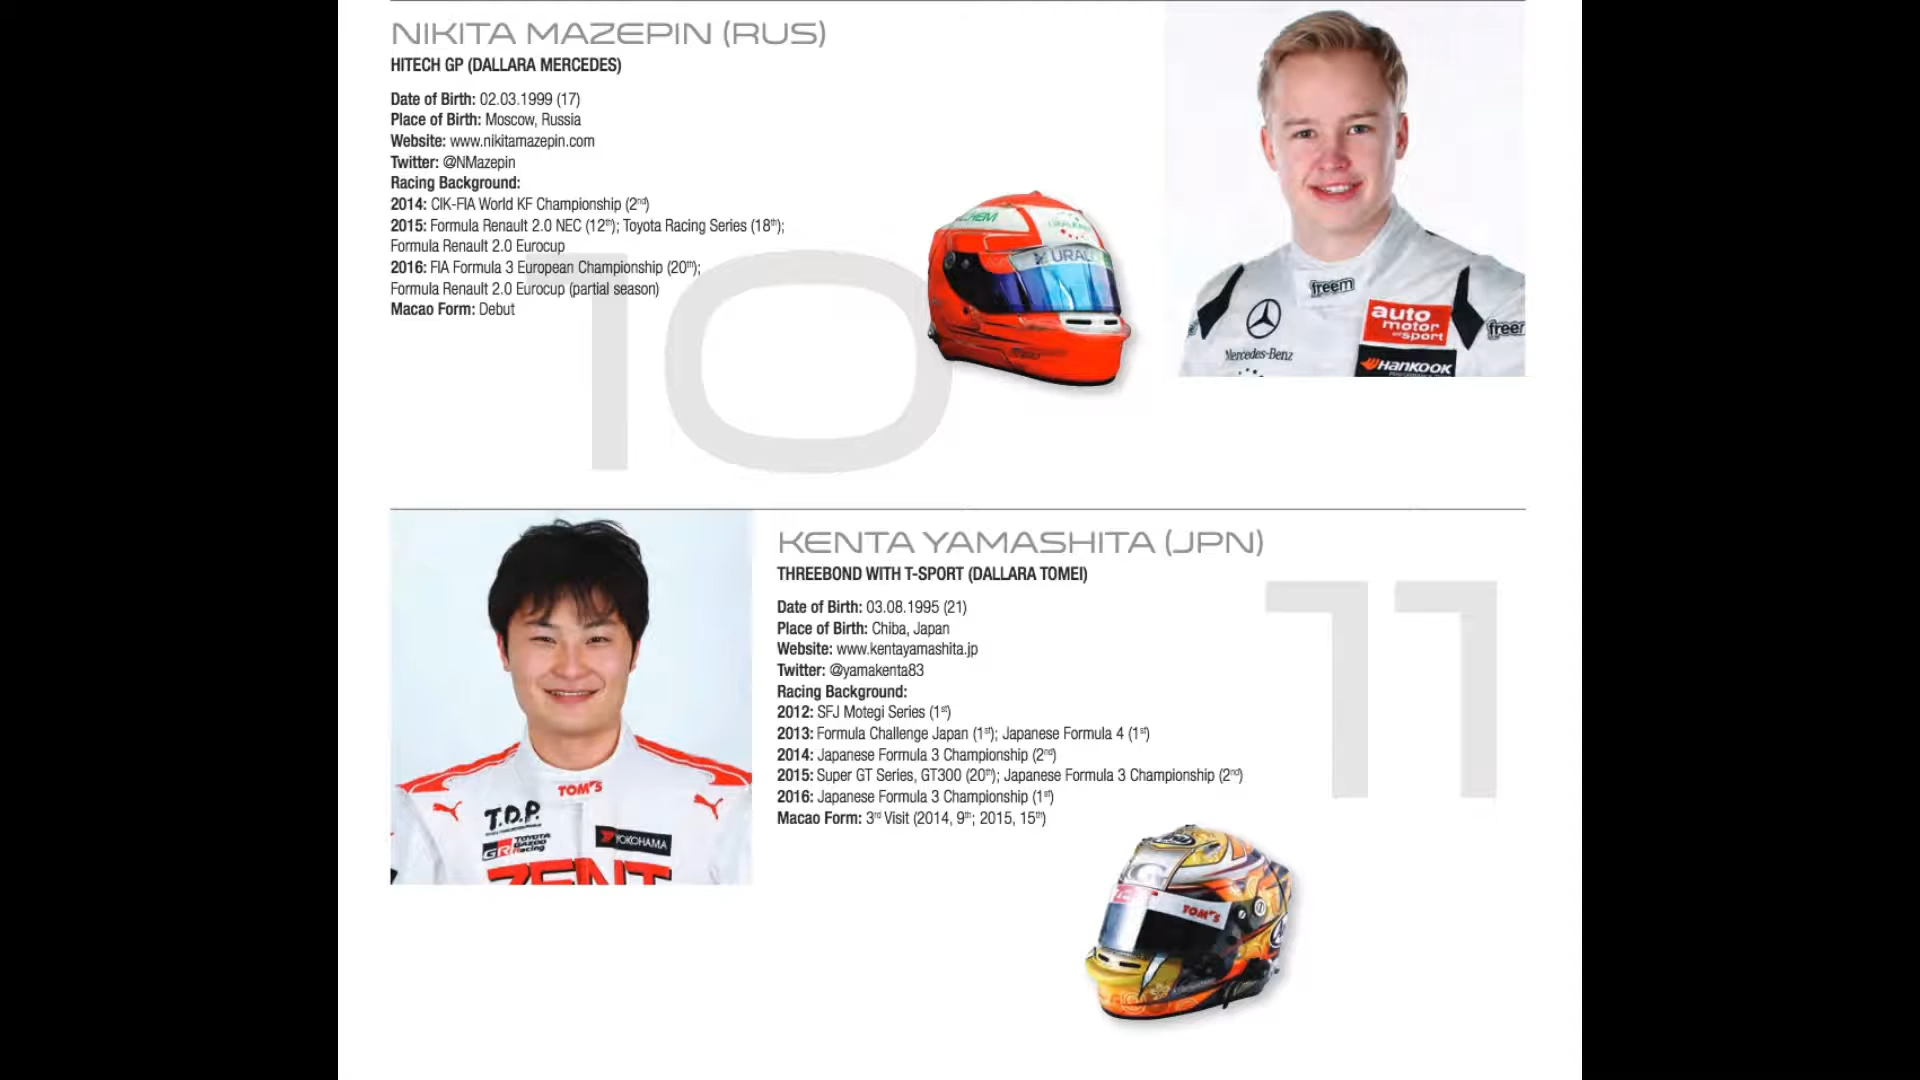 NIKITA MAZEPIN (RUS)
HITECH GP (DALLARA MERCEDES)
Date of Birth: 02.03.1999 (17)
Place of Birth: Moscow, Russia
Website: www.nikitamazepin.com
Twitter: @NMazepin
Racing Background:
2014: CIK-FIA World KF Championship (2nd)
2015: Formula Renault 2.0 NEC (12th); Toyota Racing Series (18th);
Formula Renault 2.0 Eurocup
2016: FIA Formula 3 European Championship (20th);
Formula Renault 2.0 Eurocup (partial season)
Macao Form: Debut
10
URAL
freem
auto
motor
sport
freem
Mercedes-Benz
HANKOOK
KENTA YAMASHITA (JPN)
THREEBOND WITH T-SPORT (DALLARA TOMEI)
Date of Birth: 03.08.1995 (21)
Place of Birth: Chiba, Japan
Website: www.kentayamashita.jp
Twitter: @yamakenta83
Racing Background:
2012: SFJ Motegi Series (1st)
2013: Formula Challenge Japan (1st); Japanese Formula 4 (1st)
2014: Japanese Formula 3 Championship (2nd)
2015: Super GT Series, GT300 (20th); Japanese Formula 3 Championship (2nd)
2016: Japanese Formula 3 Championship (1st)
Macao Form: 3rd Visit (2014, 9th; 2015, 15th)
11
TOM'S
T.D.P.
GR TOYOTA
GAZOO
Racing
YOKOHAMA
ZENT
TOM'S